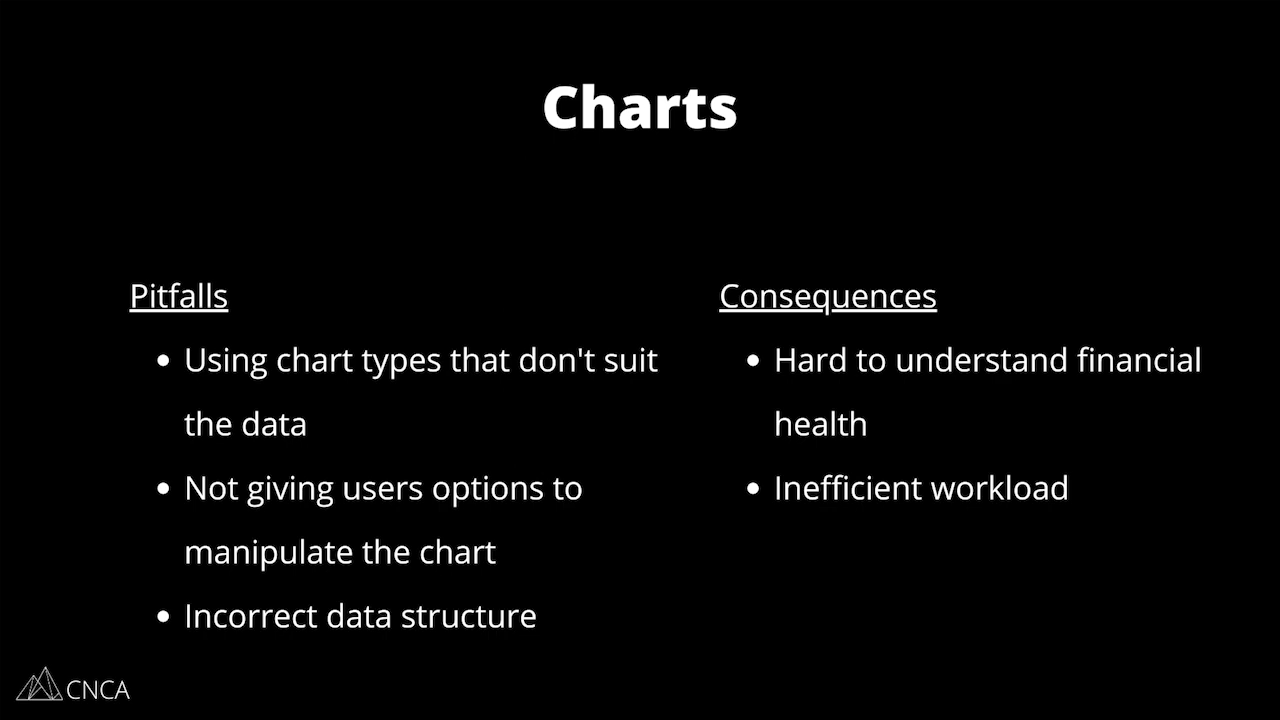 Charts
Pitfalls
• Using chart types that don't suit
the data
• Not giving users options to
manipulate the chart
• Incorrect data structure
Consequences
• Hard to understand financial
health
• Inefficient workload
CNCA